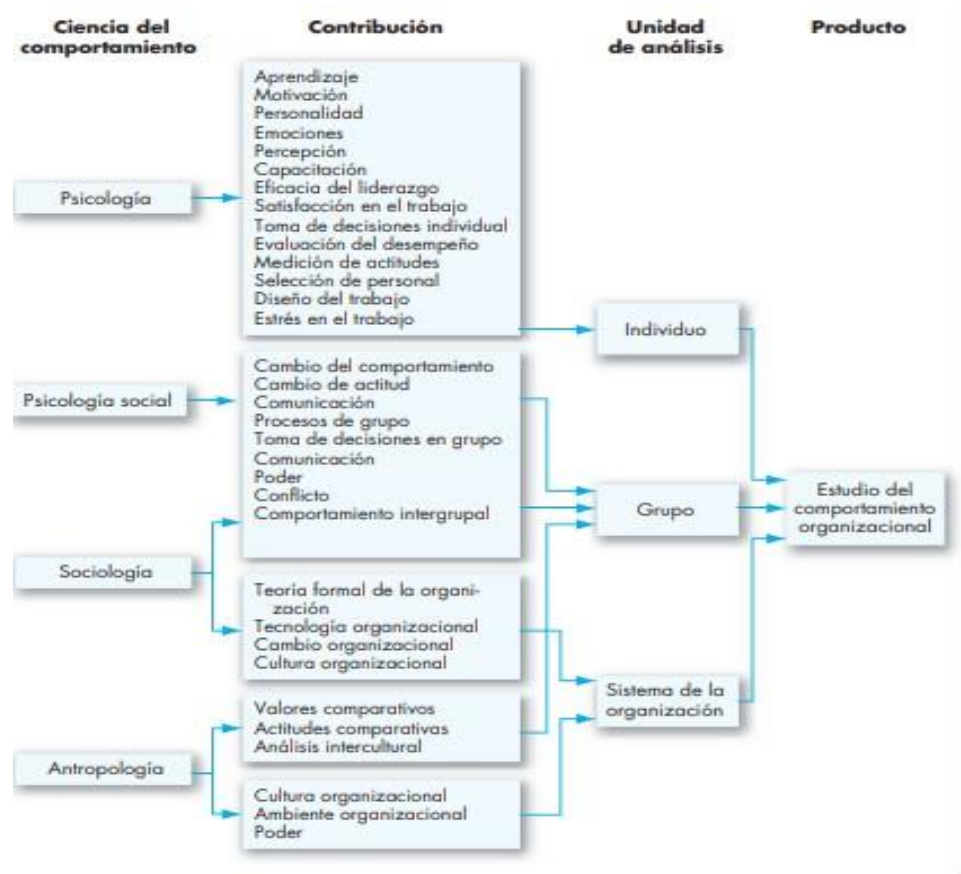 Ciencia del
comportamiento
Contribución
Unidad
de análisis
Producto
Psicología
Aprendizaje
Motivación
Personalidad
Emociones
Percepción
Capacitación
Eficacia del liderazgo
Satisfacción en el trabajo
Toma de decisiones individual
Evaluación del desempeño
Medición de actitudes
Selección de personal
Diseño del trabajo
Estrés en el trabajo
Individuo
Psicología social
Cambio del comportamiento
Cambio de actitud
Comunicación
Procesos de grupo
Toma de decisiones en grupo
Comunicación
Poder
Conflicto
Comportamiento intergrupal
Grupo
Estudio del
comportamiento
organizacional
Sociología
Teoría formal de la organi-
zación
Tecnología organizacional
Cambio organizacional
Cultura organizacional
Sistema de la
organización
Antropología
Valores comparativos
Actitudes comparativas
Análisis intercultural
Cultura organizacional
Ambiente organizacional
Poder